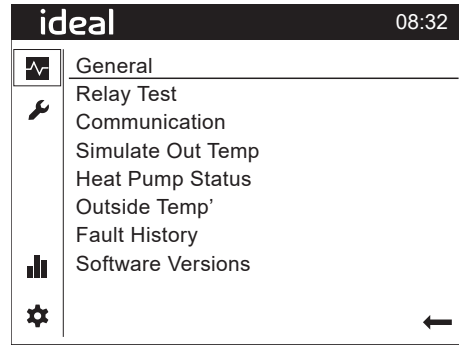 ideal 08:32
General
Relay Test
Communication
Simulate Out Temp
Heat Pump Status
Outside Temp’
Fault History
Software Versions